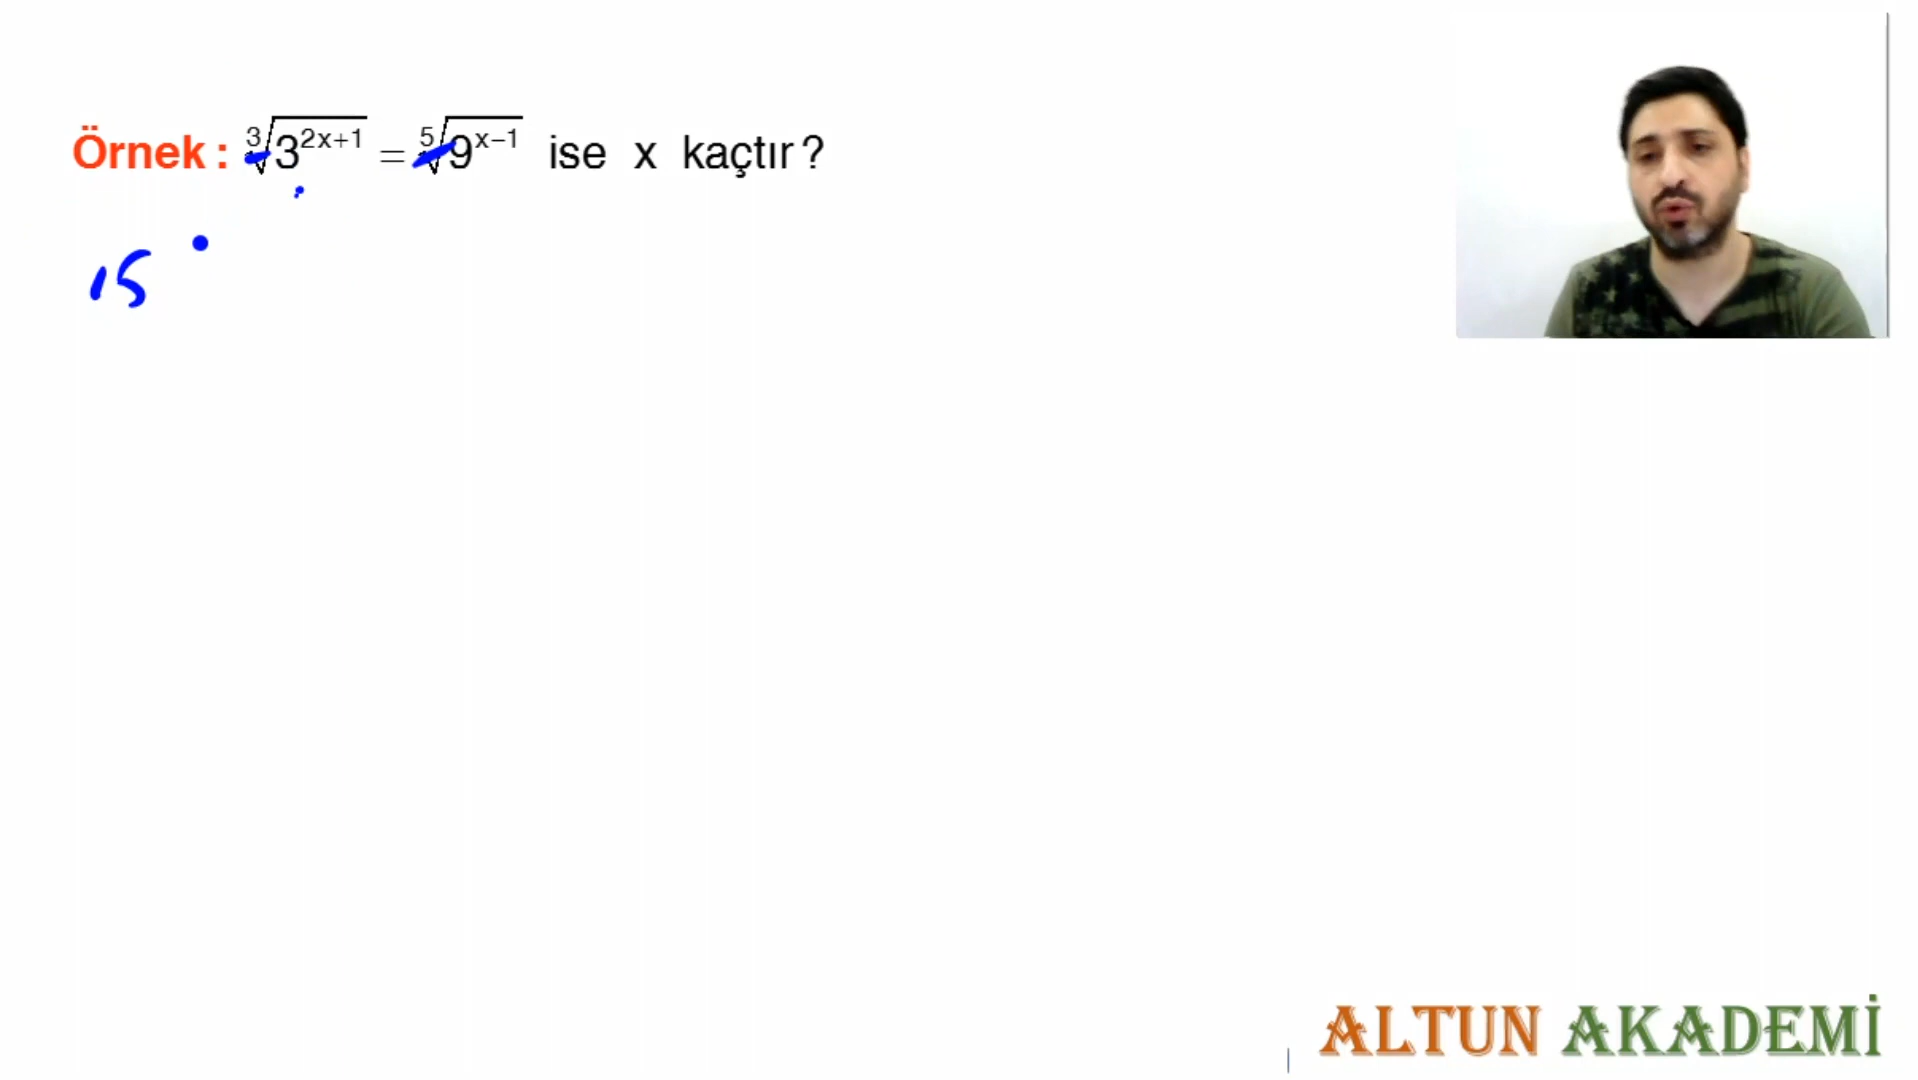 Örnek : ∛3^(2x+1) = ⁵√9^(x−1) ise x kaçtır ?
15
ALTUN AKADEMİ